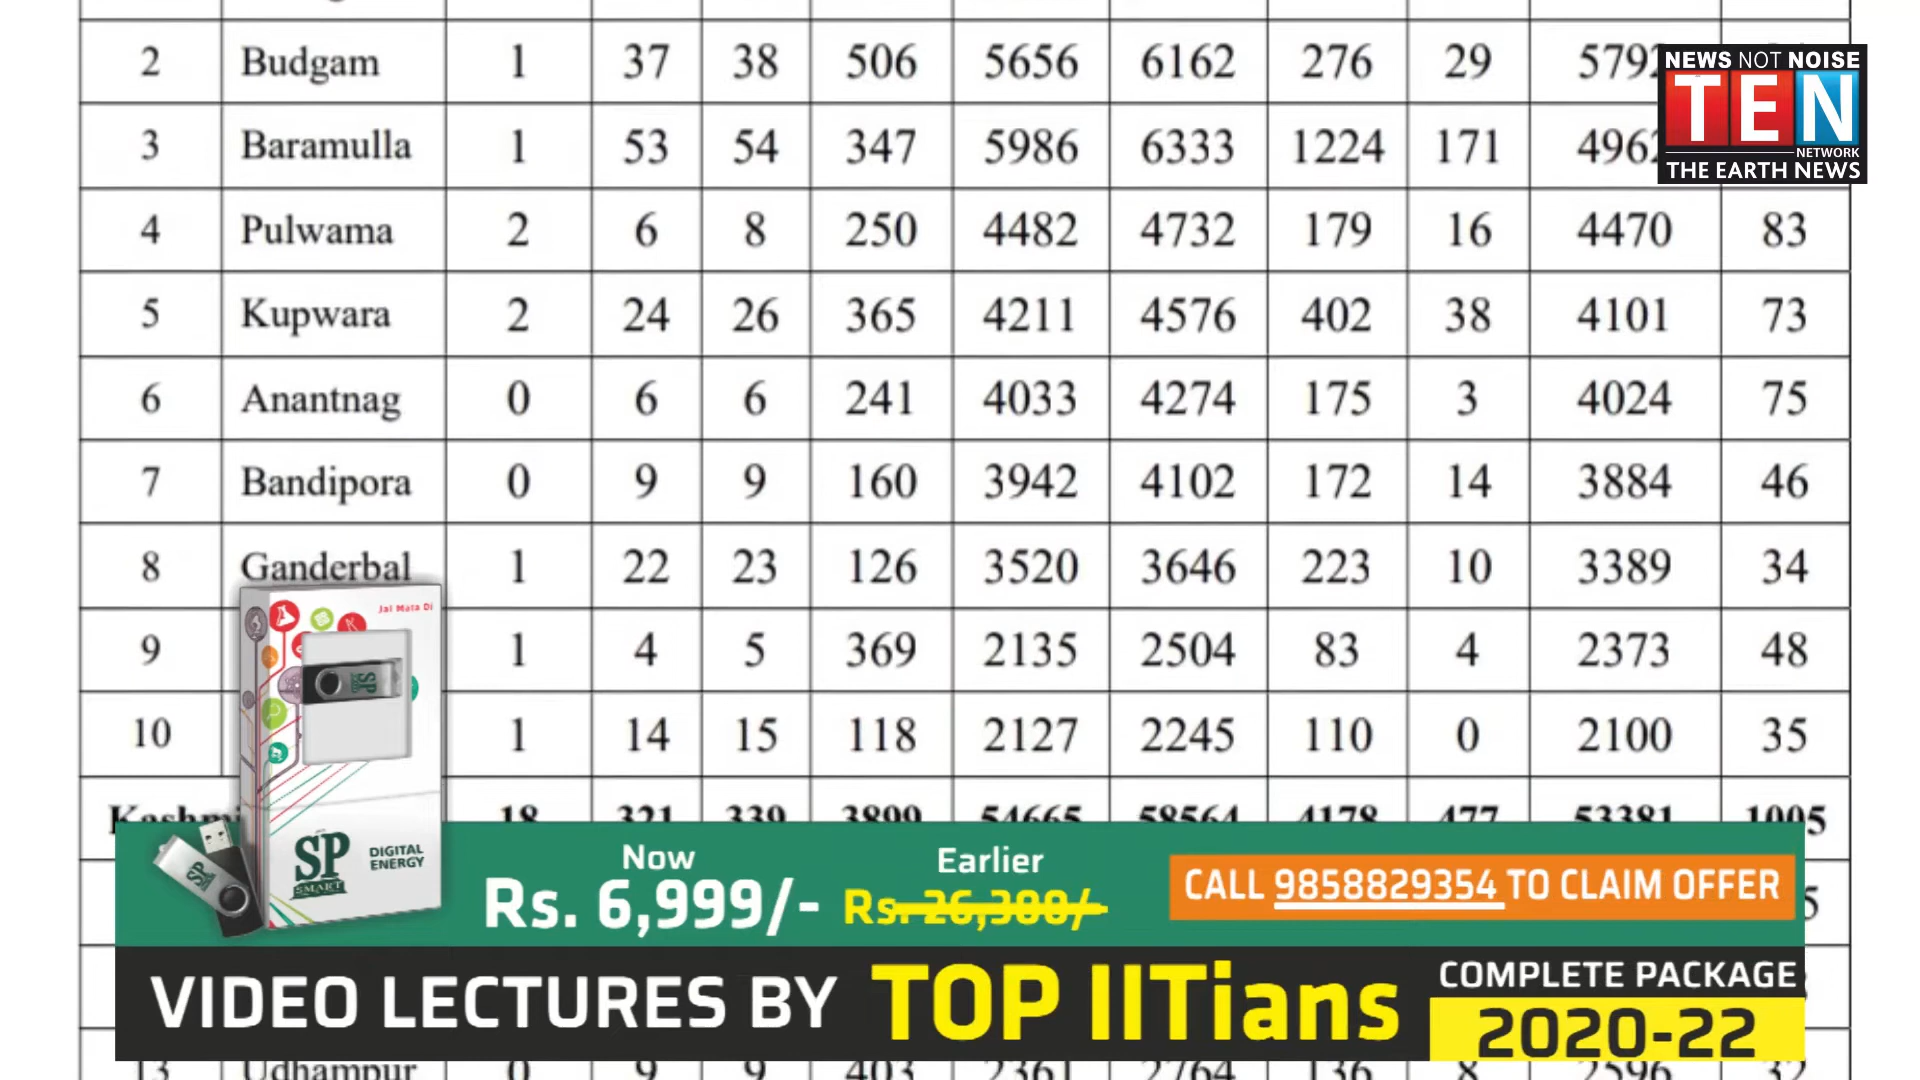 2 Budgam 1 37 38 506 5656 6162 276 29
3 Baramulla 1 53 54 347 5986 6333 1224 171
4 Pulwama 2 6 8 250 4482 4732 179 16 4470 83
5 Kupwara 2 24 26 365 4211 4576 402 38 4101 73
6 Anantnag 0 6 6 241 4033 4274 175 3 4024 75
7 Bandipora 0 9 9 160 3942 4102 172 14 3884 46
8 Ganderbal 1 22 23 126 3520 3646 223 10 3389 34
9 1 4 5 369 2135 2504 83 4 2373 48
10 1 14 15 118 2127 2245 110 0 2100 35
18 321 339 3899 54665 58564 4178 477 53381 1005
13 Udhampur 0 9 9 403 2361 2764 136 8 2596 32
NEWS NOT NOISE
TEN
NETWORK
THE EARTH NEWS
Jai Mata Di
SP
SP
SMART
DIGITAL
ENERGY
SP
Now
Rs. 6,999/-
Earlier
Rs. 26,388/-
CALL 9858829354 TO CLAIM OFFER
VIDEO LECTURES BY TOP IITians
COMPLETE PACKAGE
2020-22